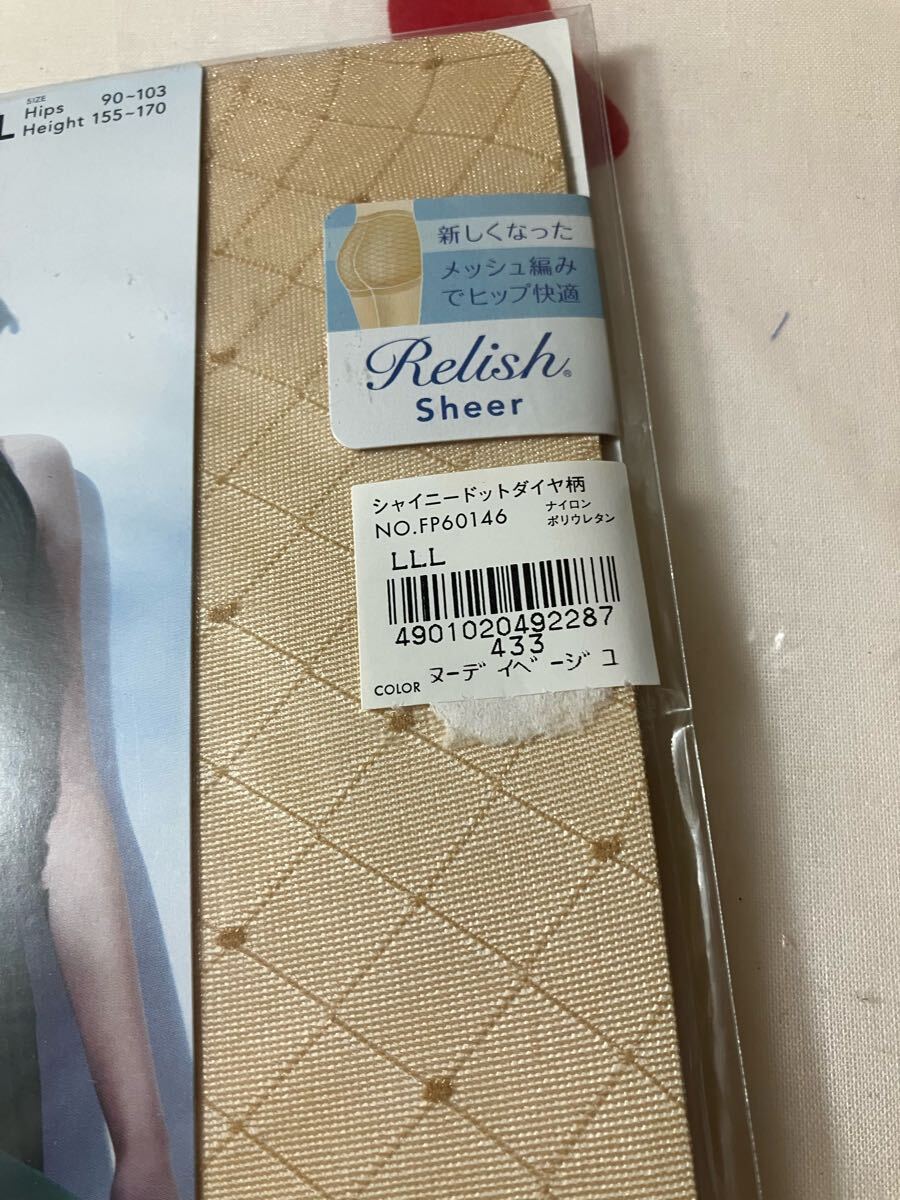 SIZE
L Hips 90~103
Height 155~170
新しくなった
メッシュ編み
でヒップ快適
Relish®
Sheer
シャイニードットダイヤ柄
NO.FP60146 ナイロン
ポリウレタン
LLL
4901020492287
433
COLOR ヌーデイベージユ